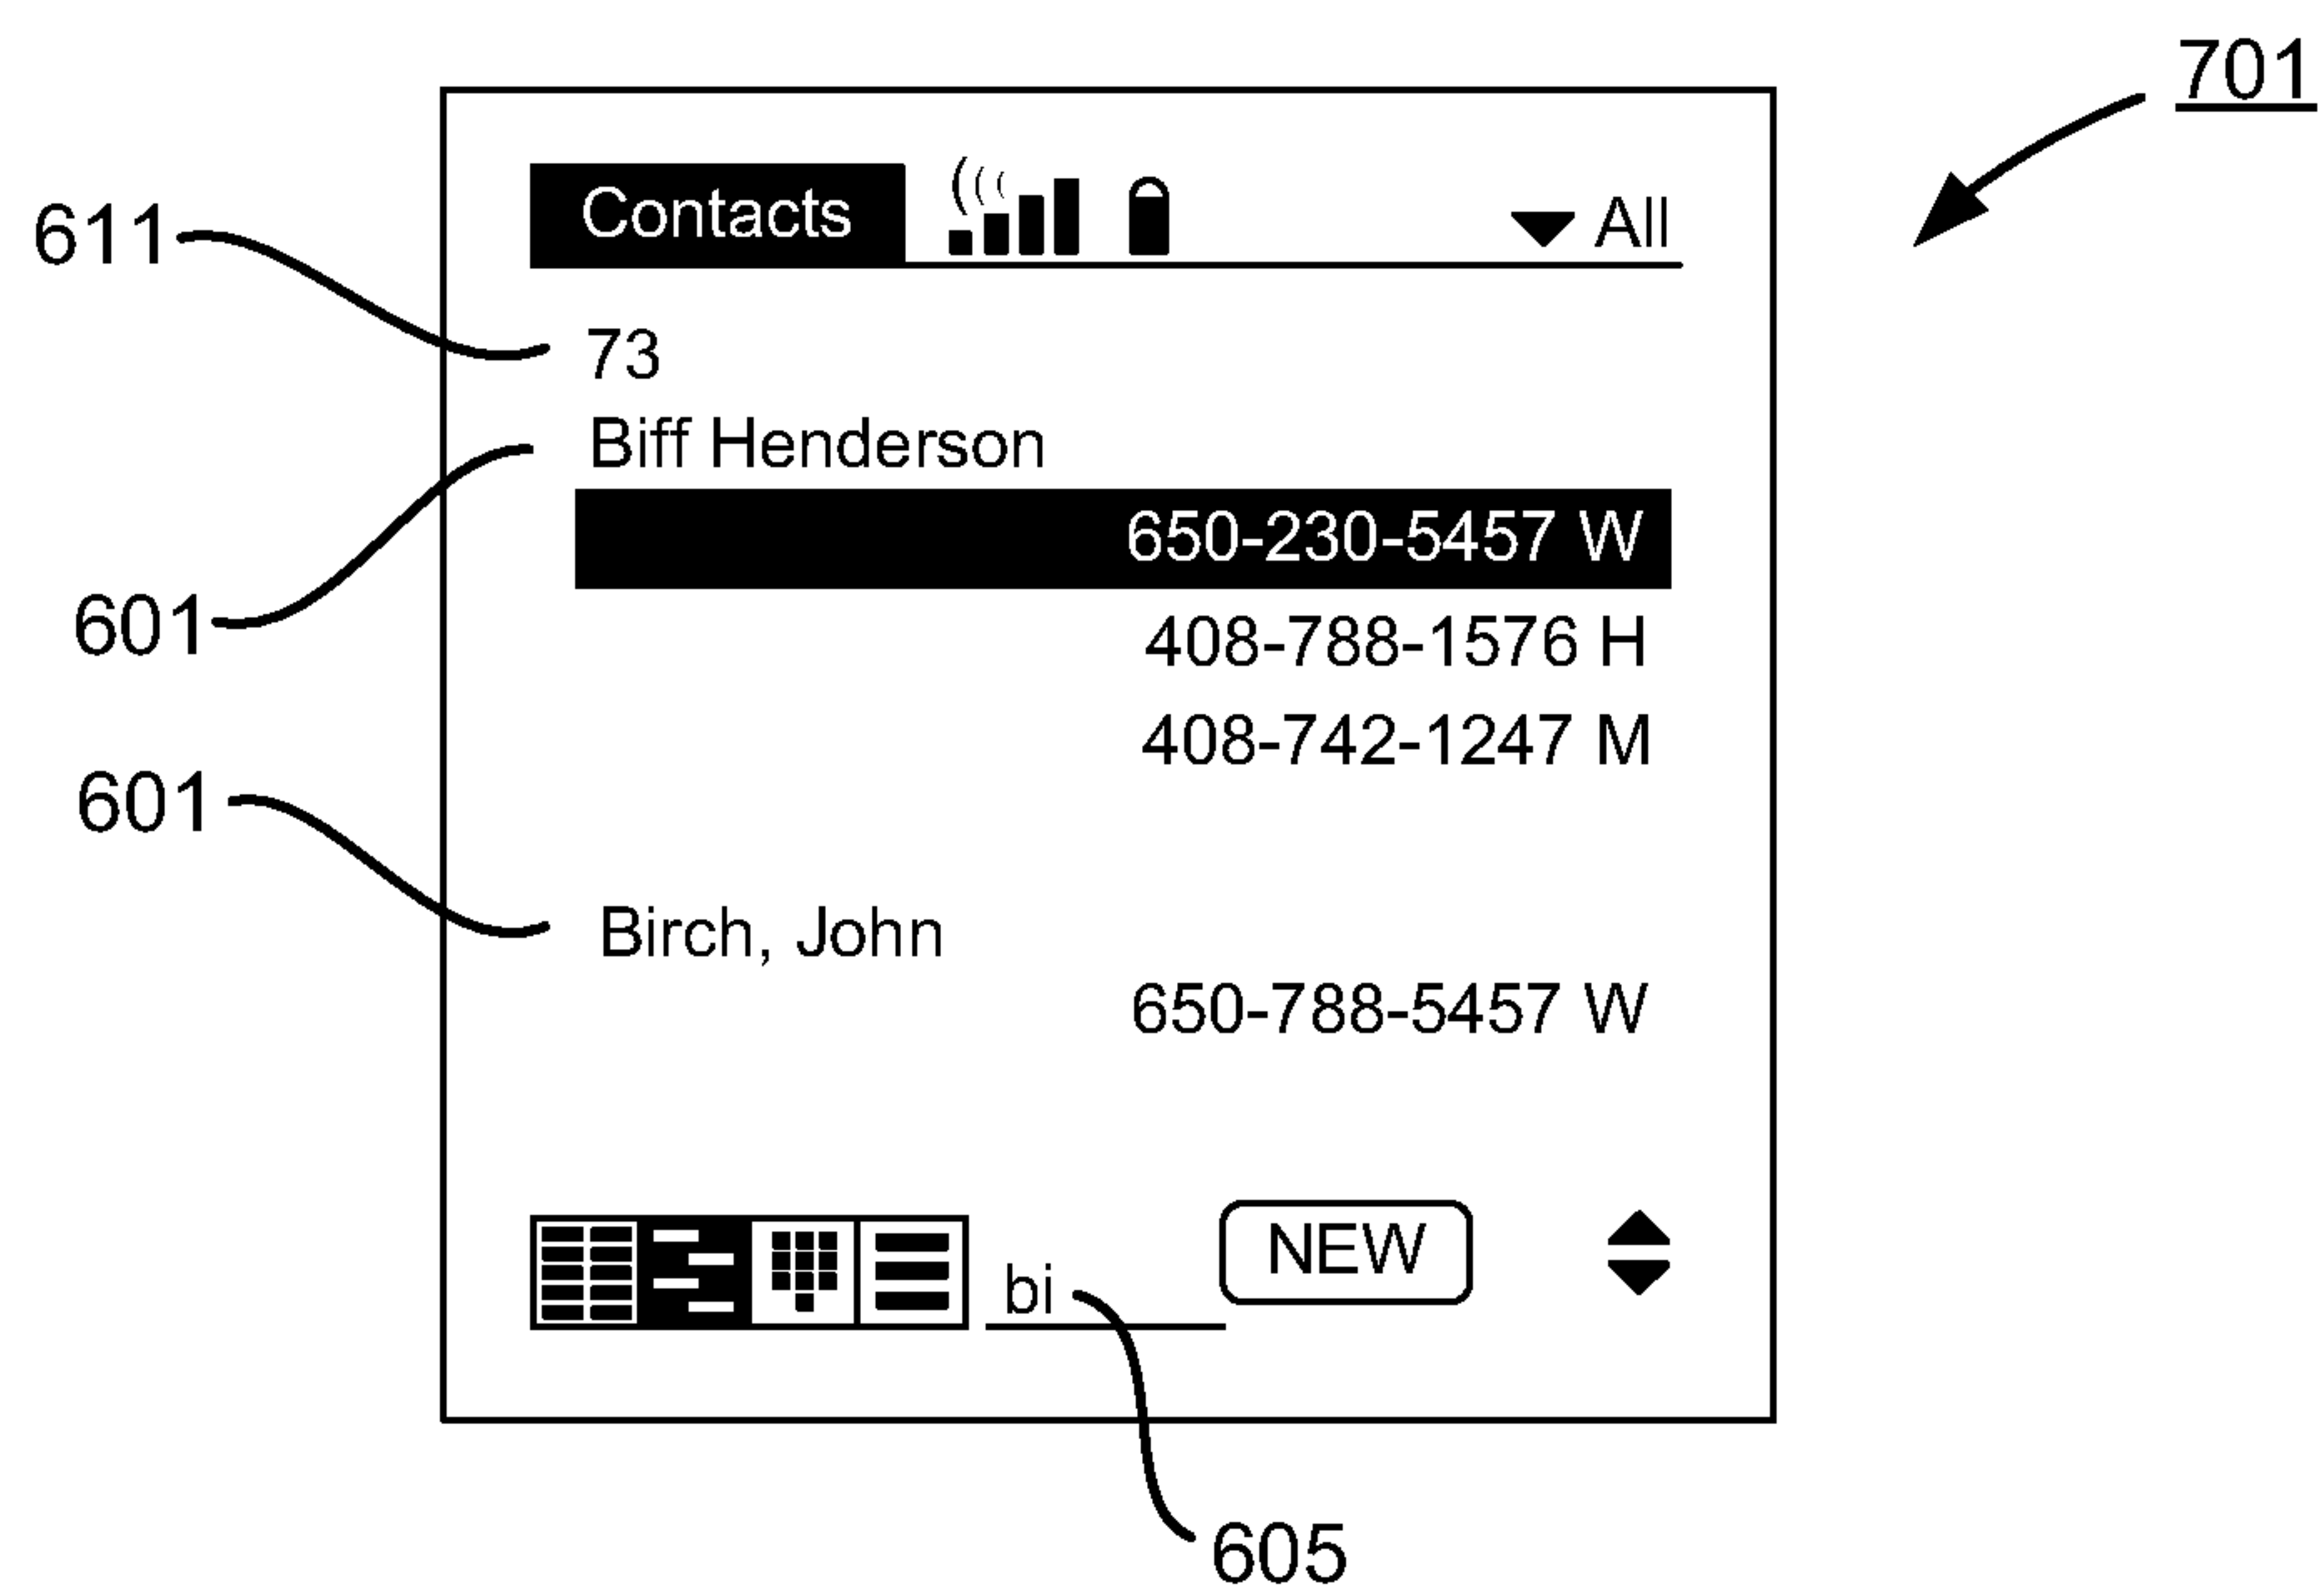 701
Contacts
All
611
73
Biff Henderson
650-230-5457 W
601
408-788-1576 H
408-742-1247 M
601
Birch, John
650-788-5457 W
bi
NEW
605